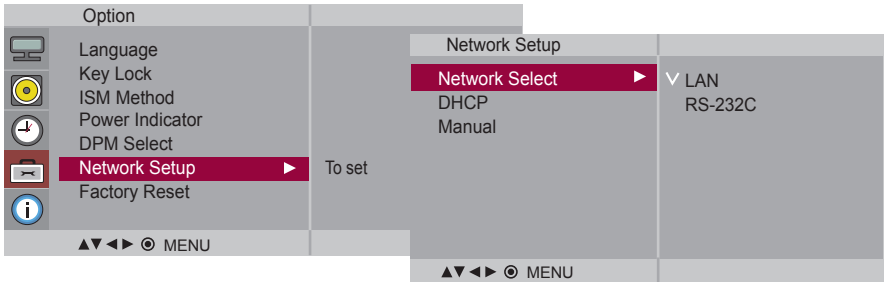 Option
Language
Key Lock
ISM Method
Power Indicator
DPM Select
Network Setup ► To set
Factory Reset
▲▼◄► MENU
Network Setup
Network Select ► LAN
DHCP RS-232C
Manual
▲▼◄► MENU